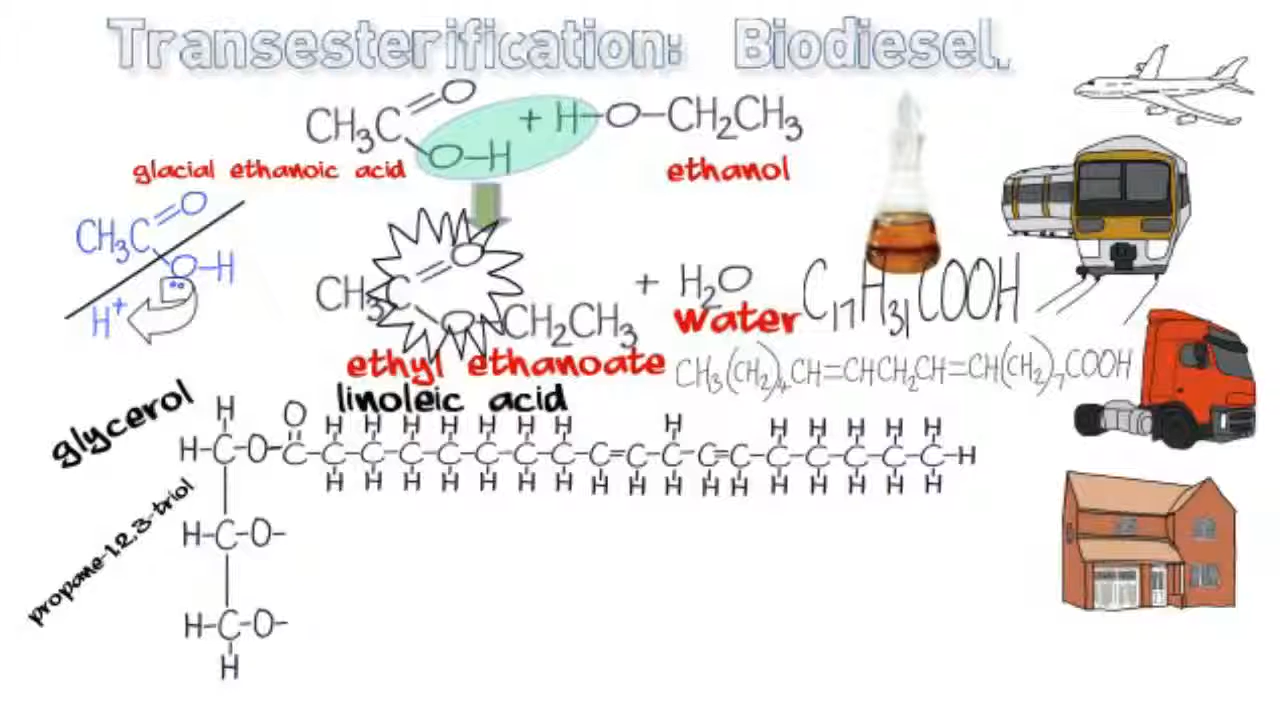 Transesterification: Biodiesel.
CH₃C=O O-H + H-O-CH₂CH₃
glacial ethanoic acid
ethanol
CH₃C=O O-H
H⁺
CH₃C=O O CH₂CH₃ + H₂O
water
C₁₇H₃₁COOH
ethyl ethanoate
CH₃(CH₂)₄CH=CHCH₂CH=CH(CH₂)₇COOH
linoleic acid
glycerol
propane-1,2,3-triol
H O H H H H H H H H H H H H H
H-C-O-C-C-C-C-C-C-C-C-C=C-C-C=C-C-C-C-C-C-H
H H H H H H H H H H H H H H H H H
H-C-O-
H-C-O-
H